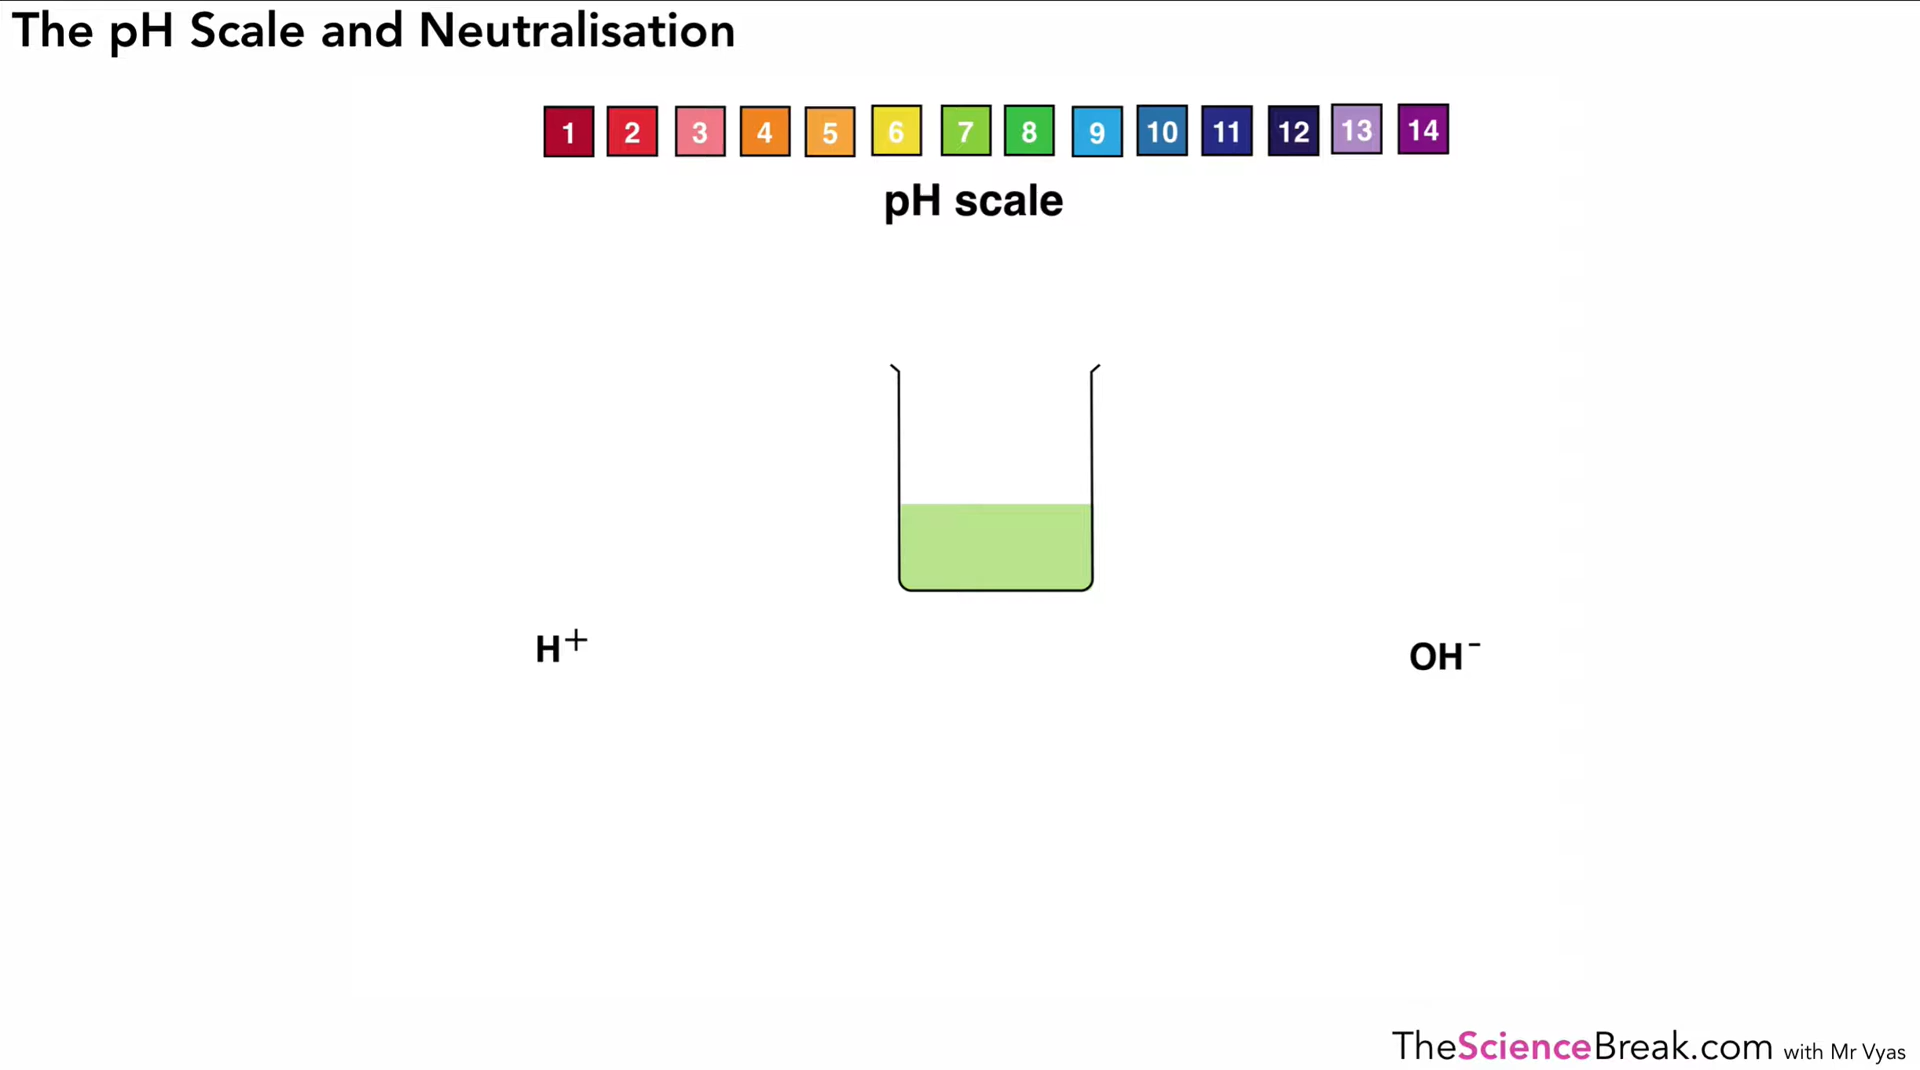 The pH Scale and Neutralisation
1 2 3 4 5 6 7 8 9 10 11 12 13 14
pH scale
H⁺
OH⁻
TheScienceBreak.com with Mr Vyas